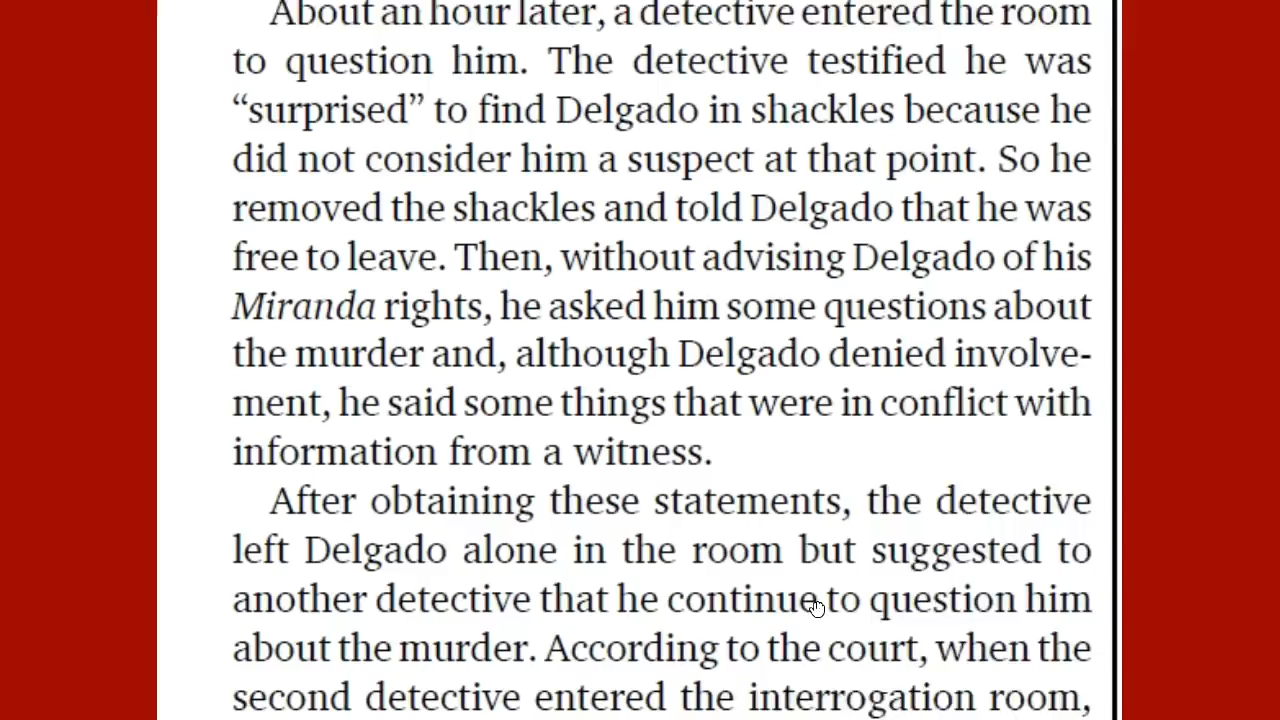 About an hour later, a detective entered the room
to question him. The detective testified he was
“surprised” to find Delgado in shackles because he
did not consider him a suspect at that point. So he
removed the shackles and told Delgado that he was
free to leave. Then, without advising Delgado of his
Miranda rights, he asked him some questions about
the murder and, although Delgado denied involve-
ment, he said some things that were in conflict with
information from a witness.
After obtaining these statements, the detective
left Delgado alone in the room but suggested to
another detective that he continue to question him
about the murder. According to the court, when the
second detective entered the interrogation room,